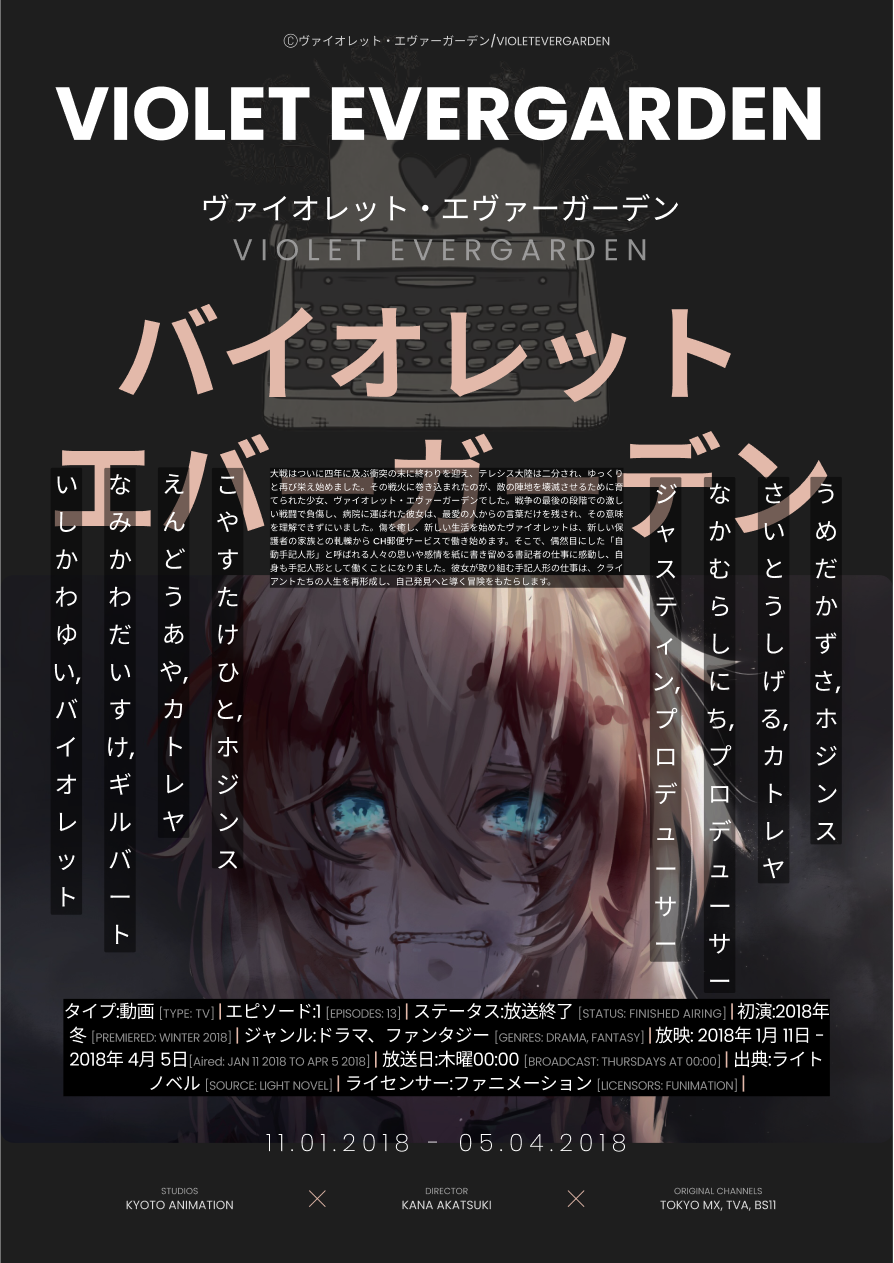 Ⓒヴァイオレット・エヴァーガーデン/VIOLETEVERGARDEN
VIOLET EVERGARDEN
ヴァイオレット・エヴァーガーデン
VIOLET EVERGARDEN
バイオレット
エバーガーデン
大戦はついに四年に及ぶ衝突の末に終わりを迎え、テレシス大陸は二分され、ゆっくり
と再び栄え始めました。その戦火に巻き込まれたのが、敵の陣地を壊滅させるために育
てられた少女、ヴァイオレット・エヴァーガーデンでした。戦争の最後の段階での激し
い戦闘で負傷し、病院に運ばれた彼女は、最愛の人からの言葉だけを残され、その意味
を理解できずにいました。傷を癒し、新しい生活を始めたヴァイオレットは、新しい保
護者の家族との軋轢から CH郵便サービスで働き始めます。そこで、偶然目にした「自
動手記人形」と呼ばれる人々の思いや感情を紙に書き留める書記者の仕事に感動し、自
身も手記人形として働くことになりました。彼女が取り組む手記人形の仕事は、クライ
アントたちの人生を再形成し、自己発見へと導く冒険をもたらします。
いしかわゆい,バイオレット
なみかわだいすけ,ギルバート
えんどうあや,カトレヤ
こやすたけひと,ホジンス
ジャスティィン,プロデューサー
なかむらしにち,プロデューサー
さいとうしげる,カトレヤ
うめだかずさ,ホジンス
タイプ:動画 [TYPE: TV] | エピソード:1 [EPISODES: 13] | ステータス:放送終了 [STATUS: FINISHED AIRING] | 初演:2018年
冬 [PREMIERED: WINTER 2018] | ジャンル:ドラマ、ファンタジー [GENRES: DRAMA, FANTASY] | 放映: 2018年 1月 11日 -
2018年 4月 5日[Aired: JAN 11 2018 TO APR 5 2018] | 放送日:木曜00:00 [BROADCAST: THURSDAYS AT 00:00] | 出典:ライト
ノベル [SOURCE: LIGHT NOVEL] | ライセンサー:ファニメーション [LICENSORS: FUNIMATION] |
11.01.2018 - 05.04.2018
STUDIOS
KYOTO ANIMATION
DIRECTOR
KANA AKATSUKI
ORIGINAL CHANNELS
TOKYO MX, TVA, BS11